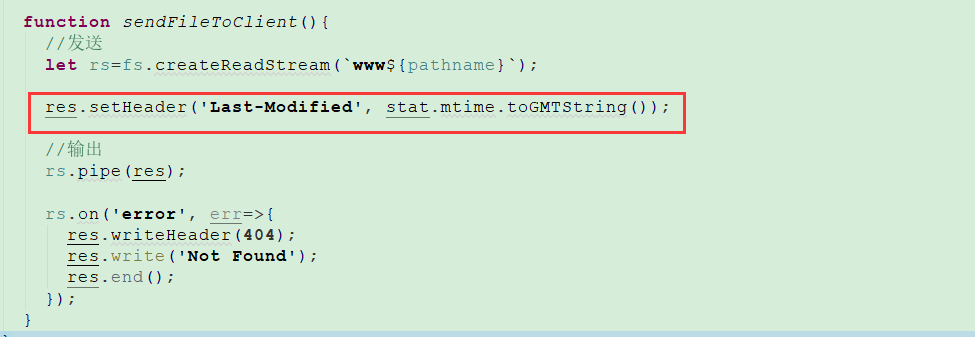 function sendFileToClient(){
//发送
let rs=fs.createReadStream(`www${pathname}`);
res.setHeader('Last-Modified', stat.mtime.toGMTString());
//输出
rs.pipe(res);
rs.on('error', err=>{
res.writeHeader(404);
res.write('Not Found');
res.end();
});
}